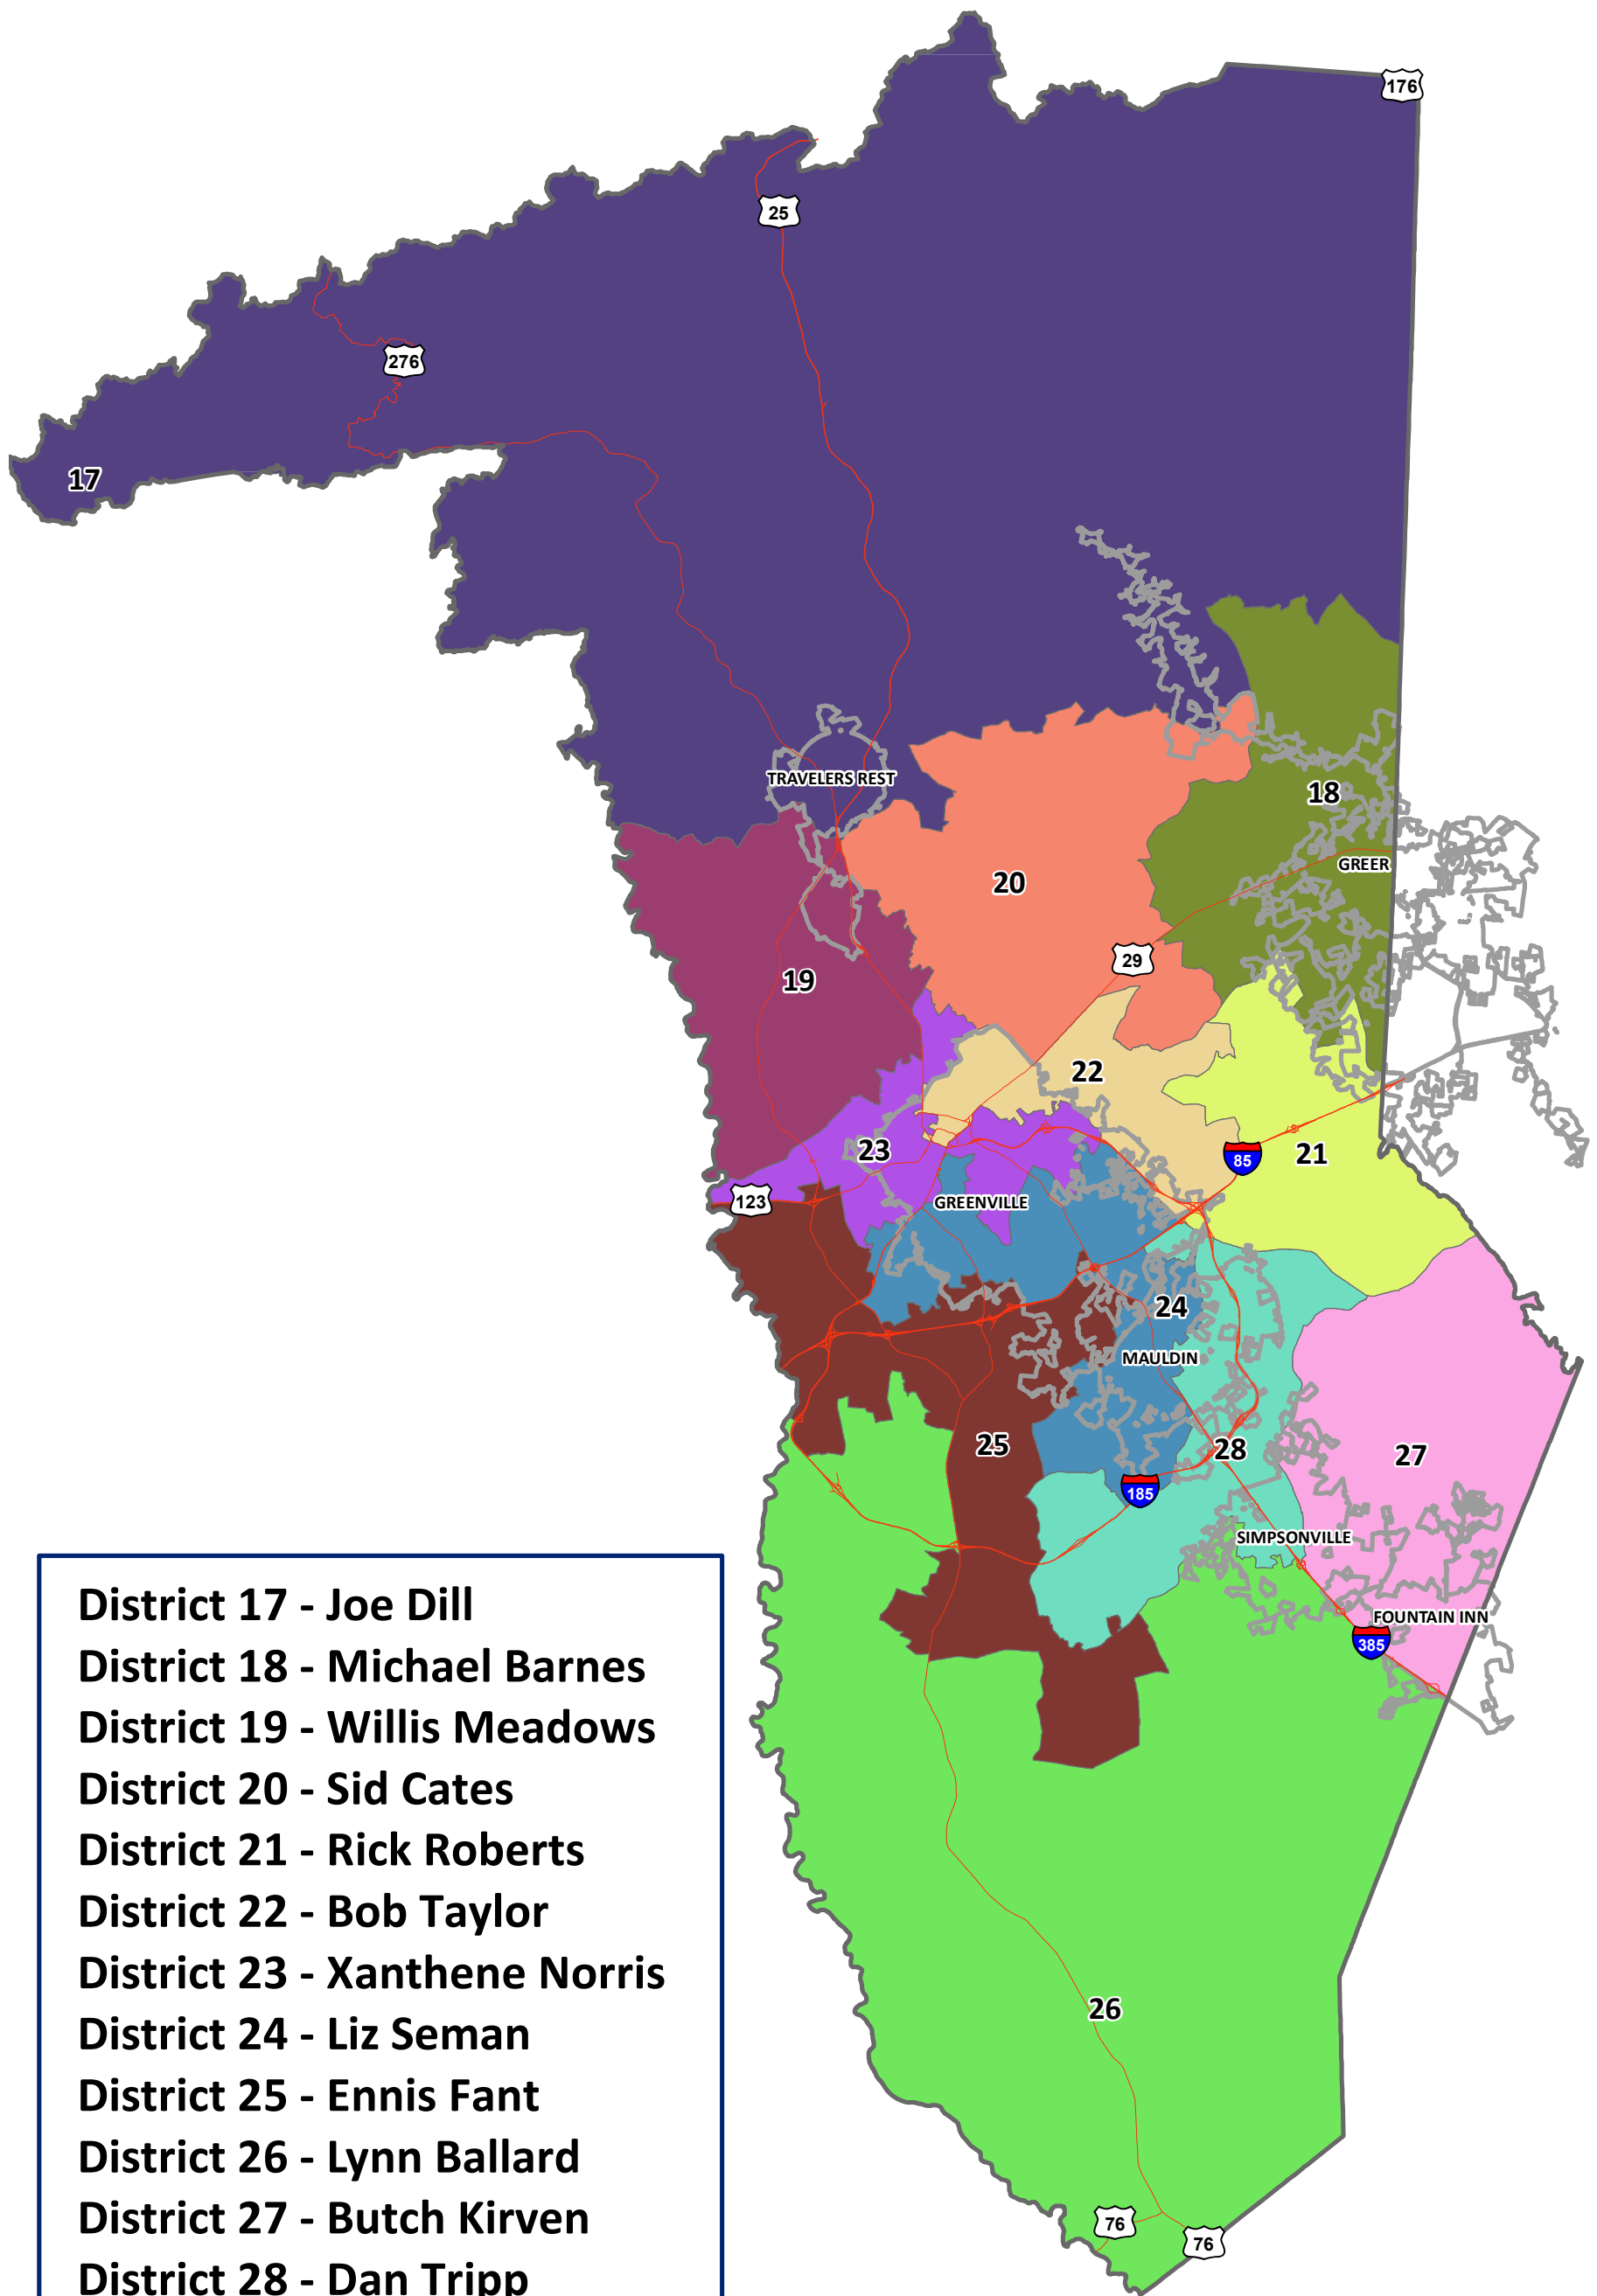 176
25
276
17
TRAVELERS REST
18
GREER
20
29
19
22
23
85
21
123
GREENVILLE
24
MAULDIN
25
28
27
185
SIMPSONVILLE
FOUNTAIN INN
385
District 17 - Joe Dill
District 18 - Michael Barnes
District 19 - Willis Meadows
District 20 - Sid Cates
District 21 - Rick Roberts
District 22 - Bob Taylor
District 23 - Xanthene Norris
District 24 - Liz Seman
District 25 - Ennis Fant
District 26 - Lynn Ballard
District 27 - Butch Kirven
District 28 - Dan Tripp
26
76
76